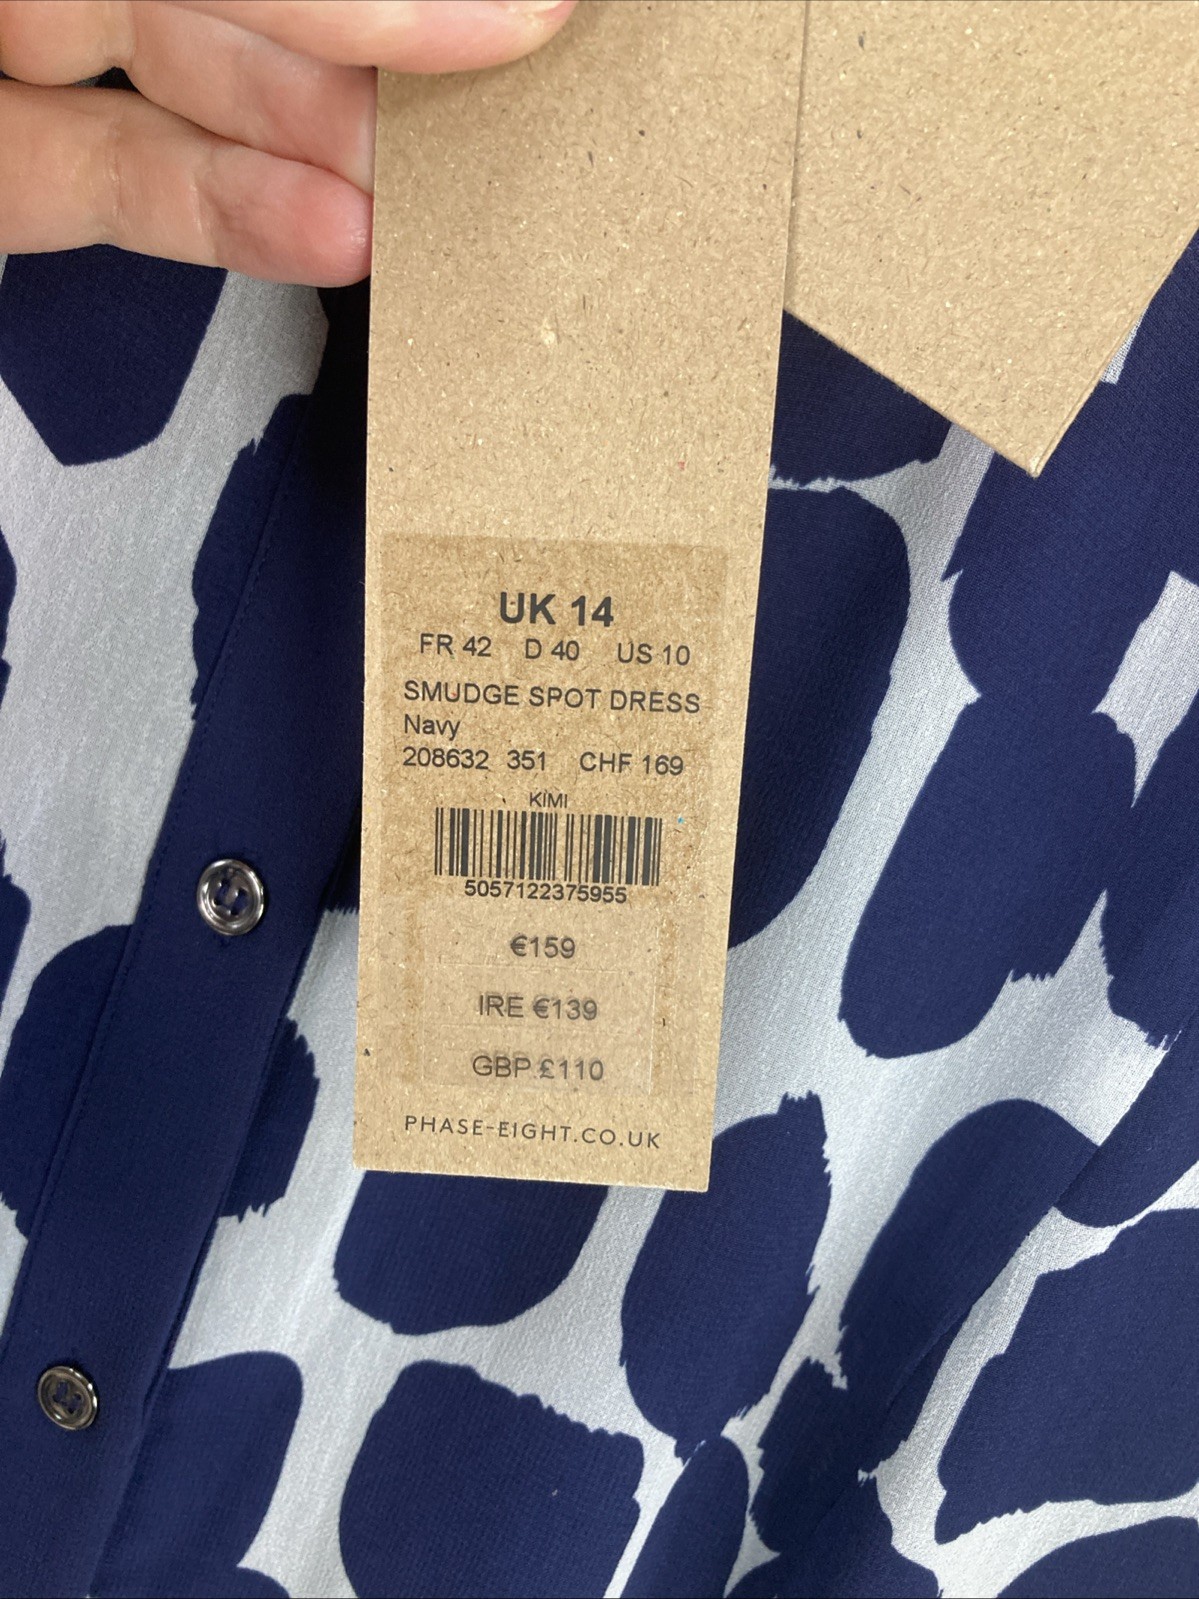 UK 14
FR 42 D 40 US 10
SMUDGE SPOT DRESS
Navy
208632 351 CHF 169
KIMI
5057122375955
€159
IRE €139
GBP £110
PHASE-EIGHT.CO.UK